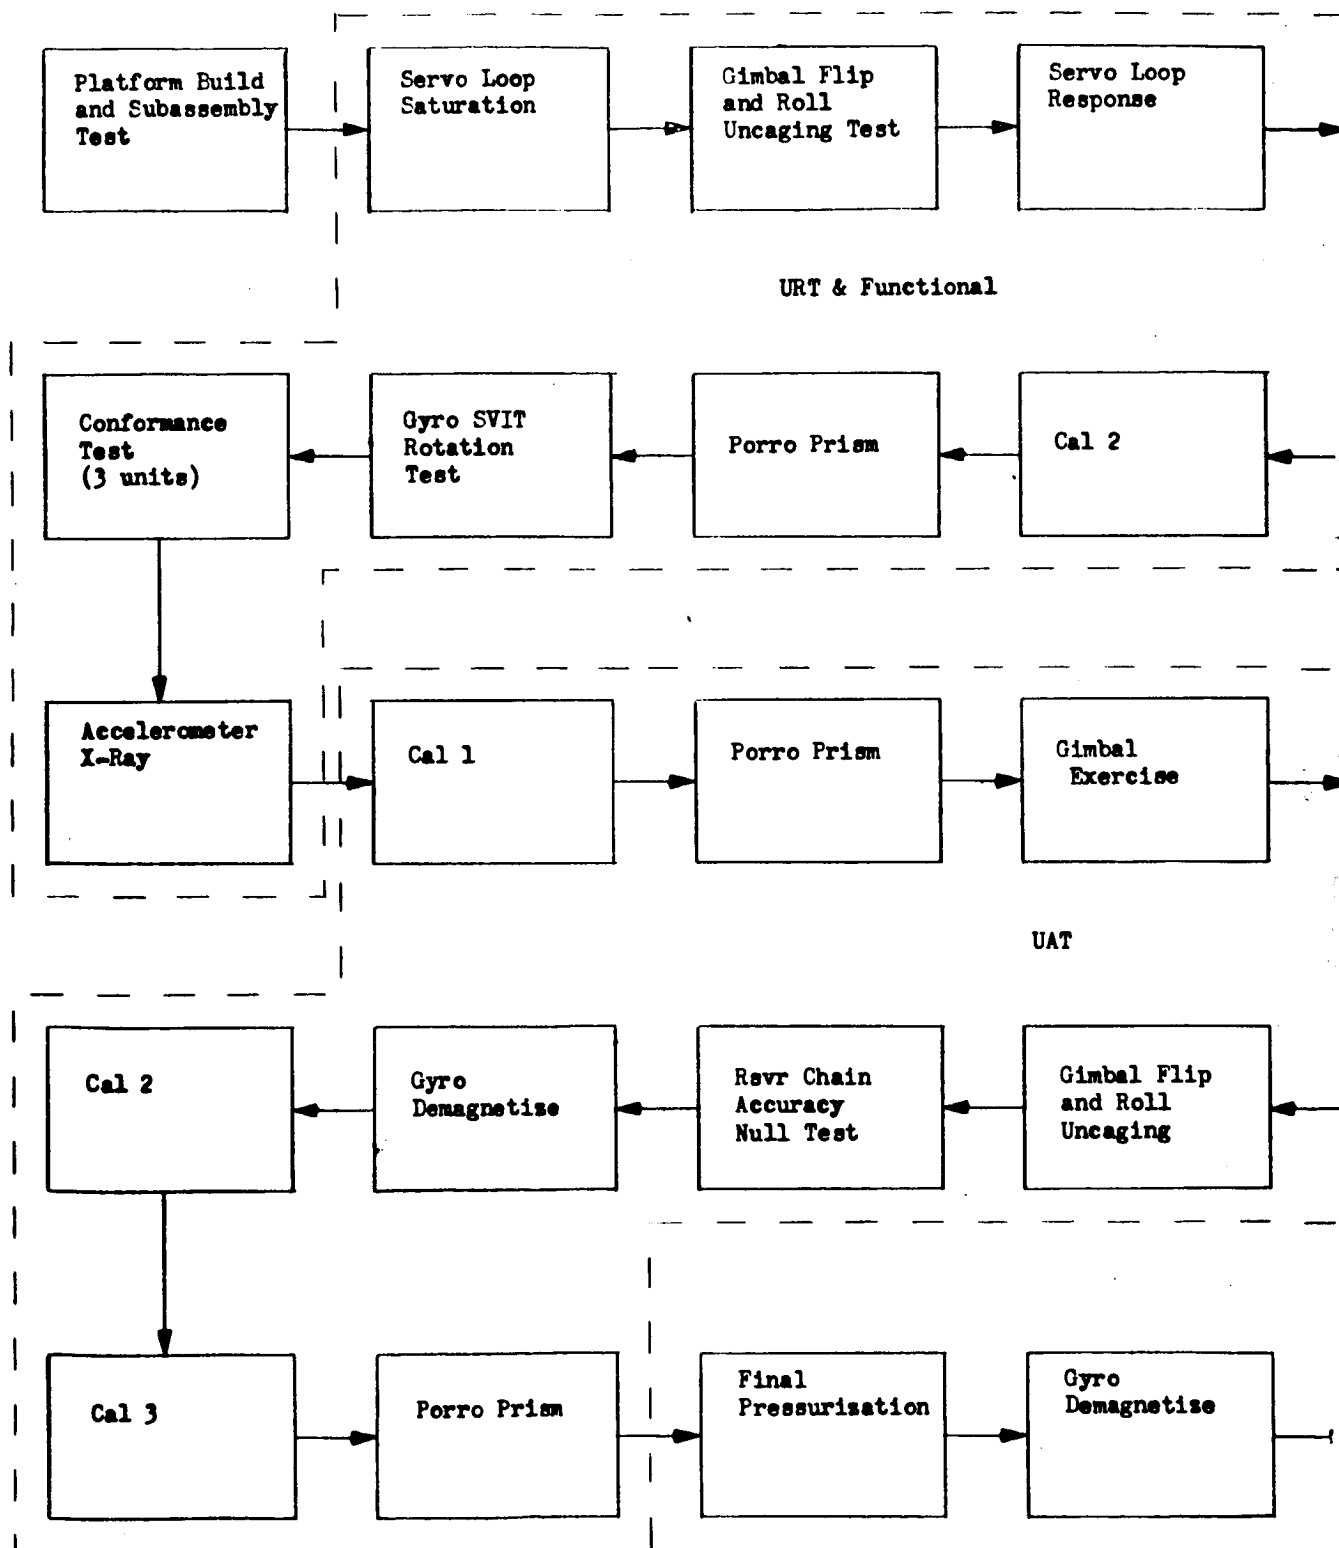 Platform Build
and Subassembly
Test
Servo Loop
Saturation
Gimbal Flip
and Roll
Uncaging Test
Servo Loop
Response
URT & Functional
Conformance
Test
(3 units)
Gyro SVIT
Rotation
Test
Porro Prism
Cal 2
Accelerometer
X-Ray
Cal 1
Porro Prism
Gimbal
Exercise
UAT
Cal 2
Gyro
Demagnetize
Rsvr Chain
Accuracy
Null Test
Gimbal Flip
and Roll
Uncaging
Cal 3
Porro Prism
Final
Pressurization
Gyro
Demagnetize